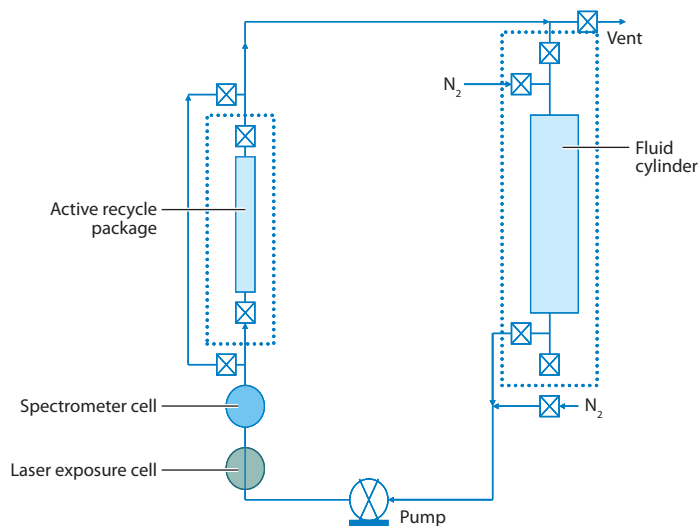 Vent
N₂
Fluid
cylinder
Active recycle
package
Spectrometer cell
N₂
Laser exposure cell
Pump